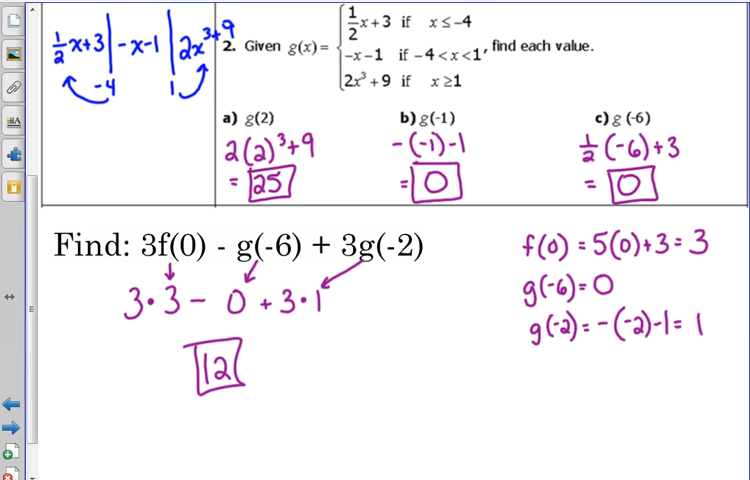 ½x+3 | -x-1 | 2x³+9
-4 1
2. Given g(x) = { ½x + 3 if x ≤ -4
-x - 1 if -4 < x < 1 , find each value.
2x³ + 9 if x ≥ 1
a) g(2) b) g(-1) c) g (-6)
2(2)³+9 -(-1)-1 ½(-6)+3
= 25 = 0 = 0
Find: 3f(0) - g(-6) + 3g(-2)
3•3 - 0 + 3•1
12
f(0) = 5(0)+3 = 3
g(-6) = 0
g(-2) = -(-2)-1 = 1